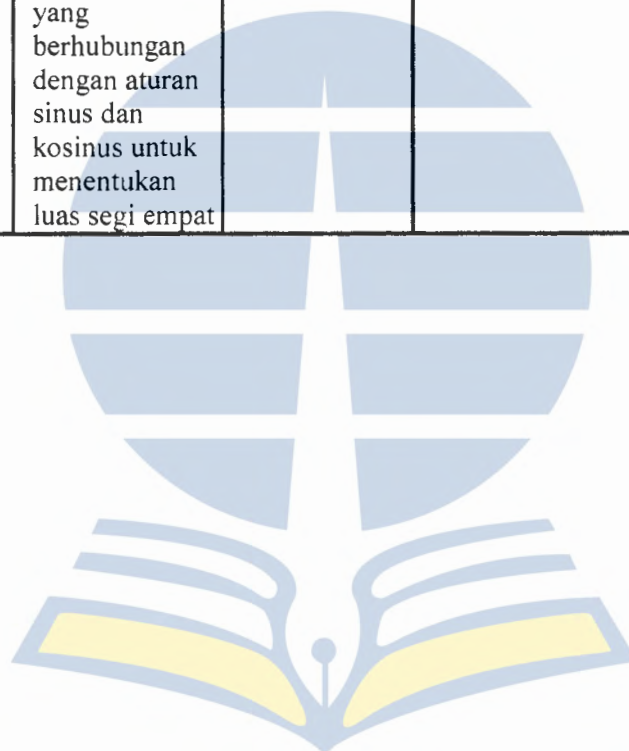 yang
berhubungan
dengan aturan
sinus dan
kosinus untuk
menentukan
luas segi empat